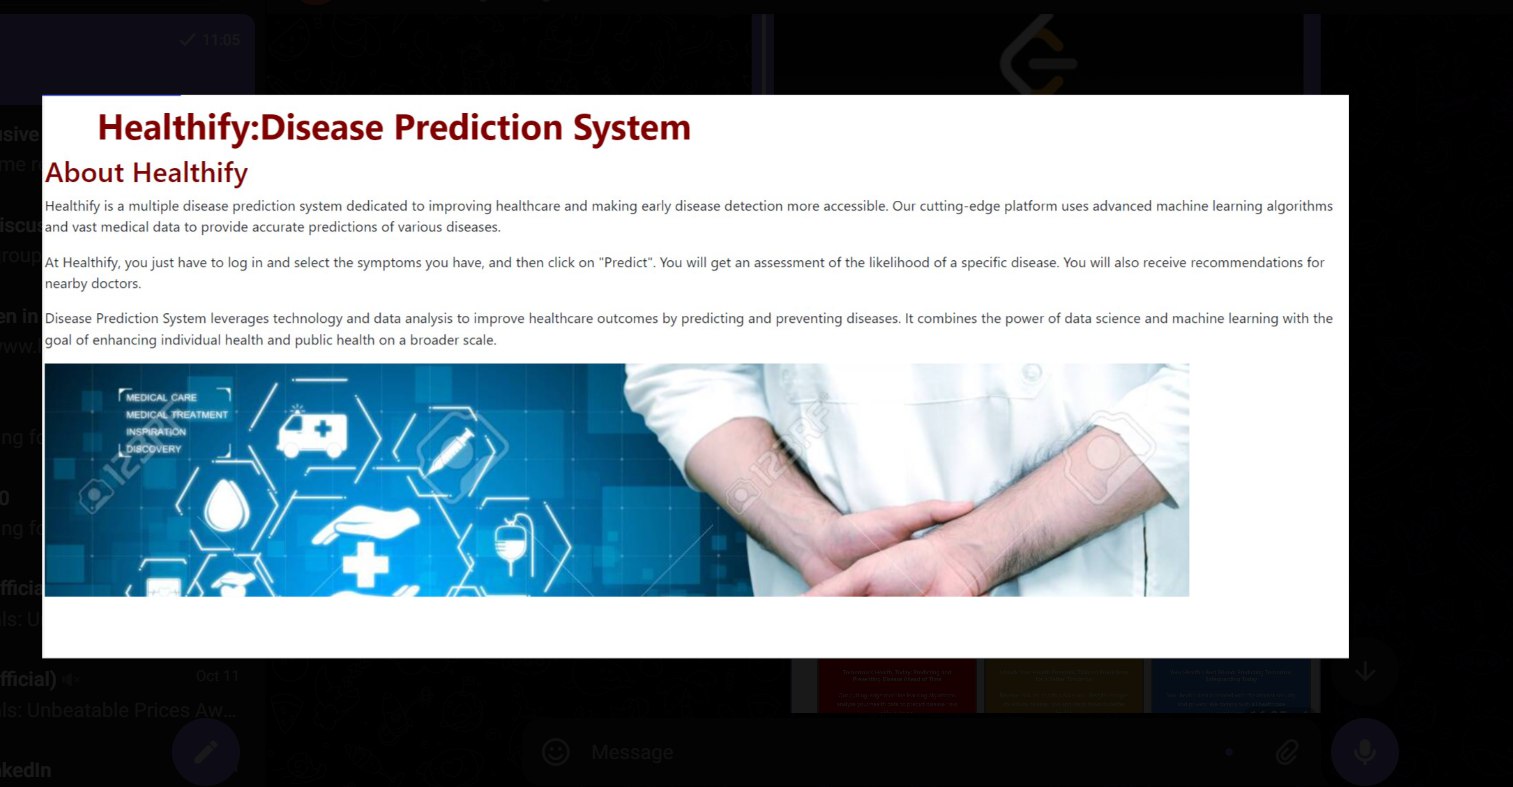 11:05
Healthify:Disease Prediction System
About Healthify
Healthify is a multiple disease prediction system dedicated to improving healthcare and making early disease detection more accessible. Our cutting-edge platform uses advanced machine learning algorithms
and vast medical data to provide accurate predictions of various diseases.
At Healthify, you just have to log in and select the symptoms you have, and then click on "Predict". You will get an assessment of the likelihood of a specific disease. You will also receive recommendations for
nearby doctors.
Disease Prediction System leverages technology and data analysis to improve healthcare outcomes by predicting and preventing diseases. It combines the power of data science and machine learning with the
goal of enhancing individual health and public health on a broader scale.
MEDICAL CARE
MEDICAL TREATMENT
INSPIRATION
DISCOVERY
123RF
123RF
Oct 11
Unbeatable Prices Aw...
Message